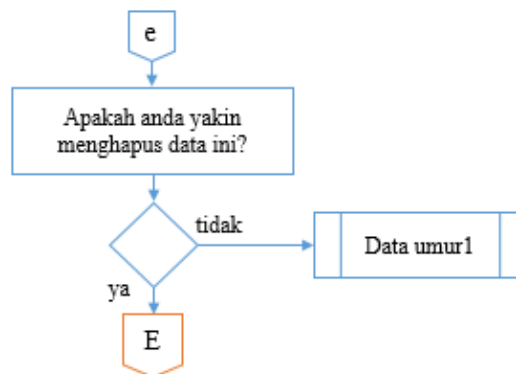 e
Apakah anda yakin
menghapus data ini?
tidak
Data umur1
ya
E